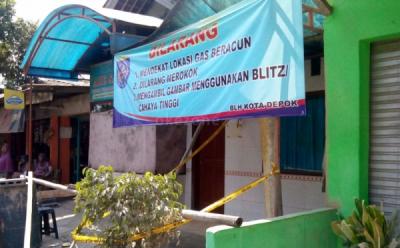 DILARANG
1. MENDEKAT LOKASI GAS BERACUN
2. DILARANG MEROKOK
3. MENGAMBIL GAMBAR MENGGUNAKAN BLITZ/
CAHAYA TINGGI
BLH KOTA DEPOK